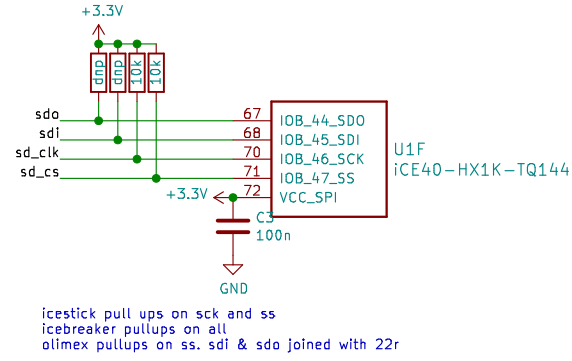 +3.3V
dnp
dnp
10k
10k
sdo
67
IOB_44_SDO
sdi
68
IOB_45_SDI
sd_clk
70
IOB_46_SCK
sd_cs
71
IOB_47_SS
+3.3V
72
VCC_SPI
U1F
iCE40-HX1K-TQ144
C3
100n
GND
icestick pull ups on sck and ss
icebreaker pullups on all
olimex pullups on ss. sdi & sdo joined with 22r